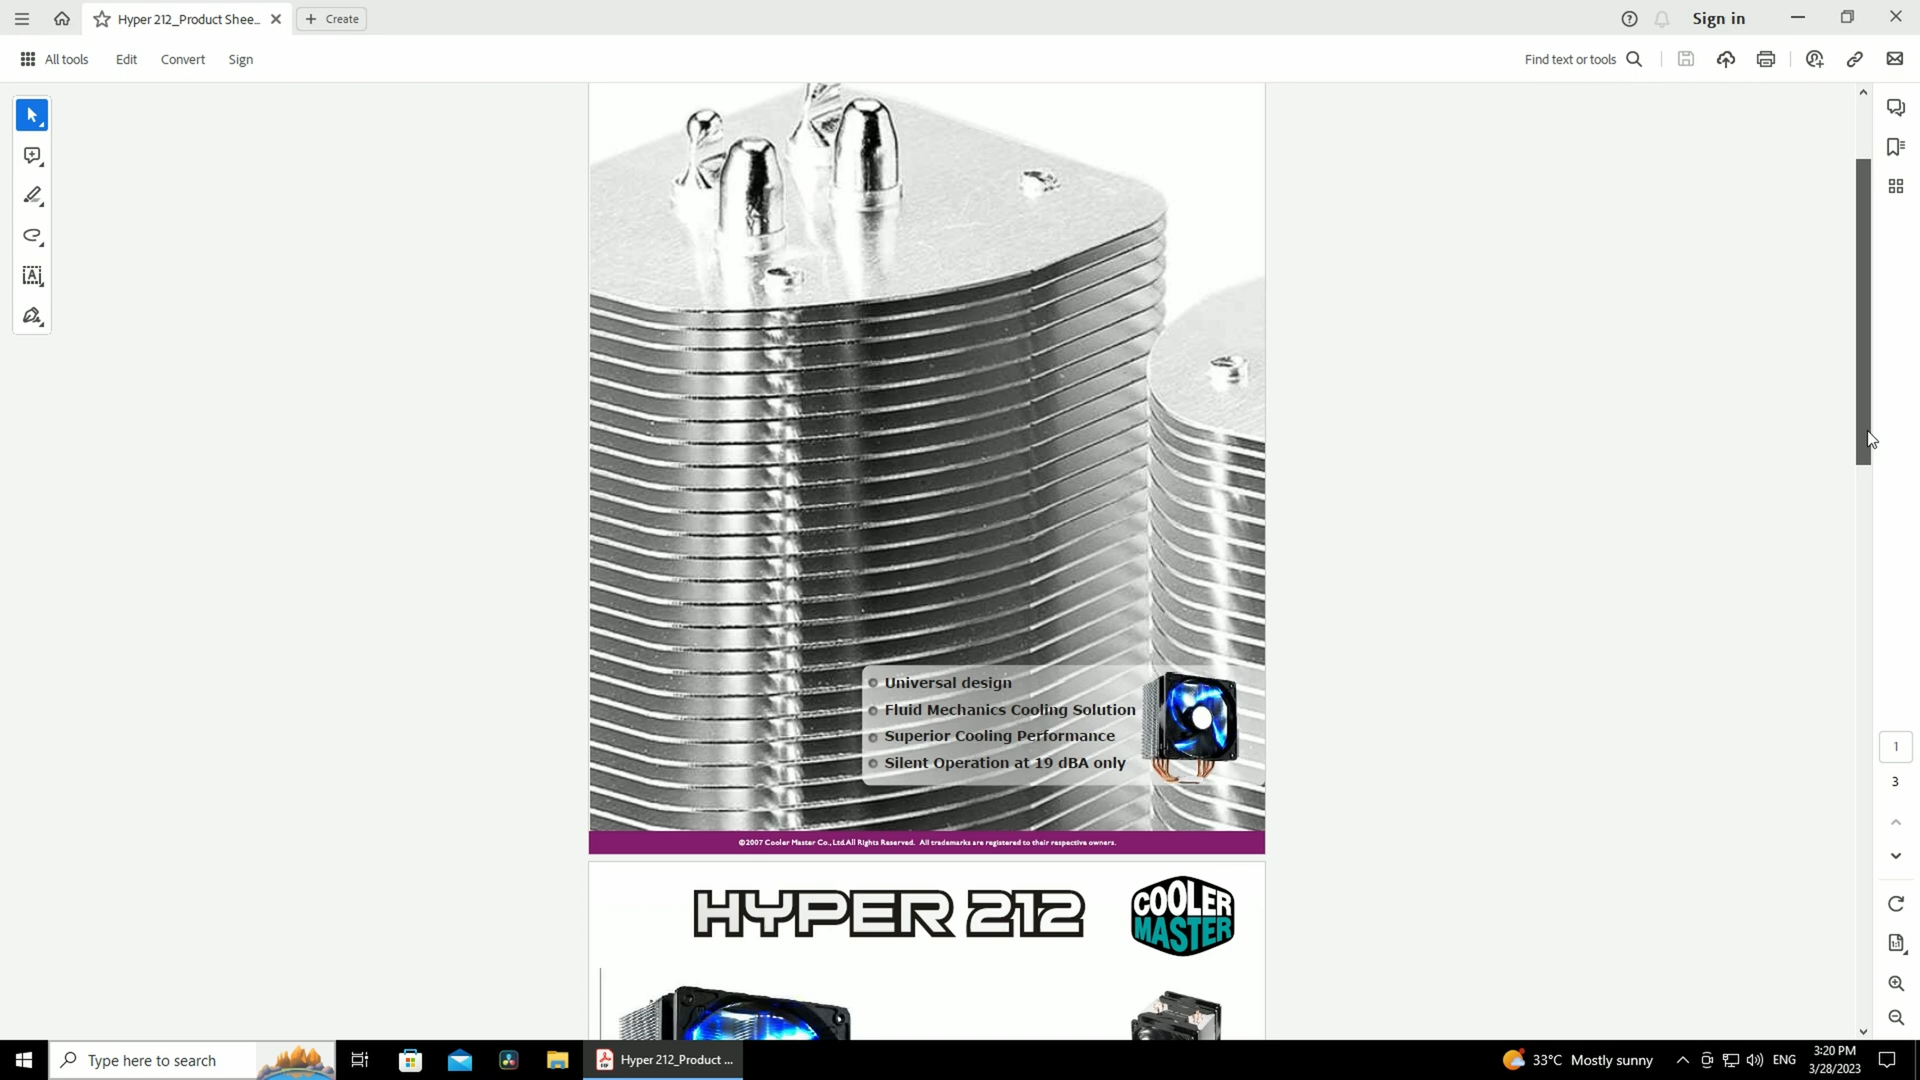 Hyper 212_Product Shee...
Create
Sign in
All tools
Edit
Convert
Sign
Find text or tools
Universal design
Fluid Mechanics Cooling Solution
Superior Cooling Performance
Silent Operation at 19 dBA only
©2007 Cooler Master Co., Ltd.All Rights Reserved. All trademarks are registered to their respective owners.
HYPER 212
COOLER
MASTER
1
3
Type here to search
Hyper 212_Product ...
33°C Mostly sunny
ENG
3:20 PM
3/28/2023